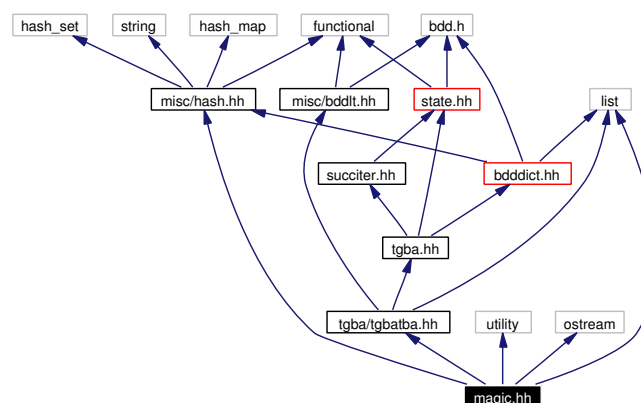 hash_set
string
hash_map
functional
bdd.h
misc/hash.hh
misc/bddlt.hh
state.hh
list
succiter.hh
bdddict.hh
tgba.hh
tgba/tgbatba.hh
utility
ostream
magic.hh